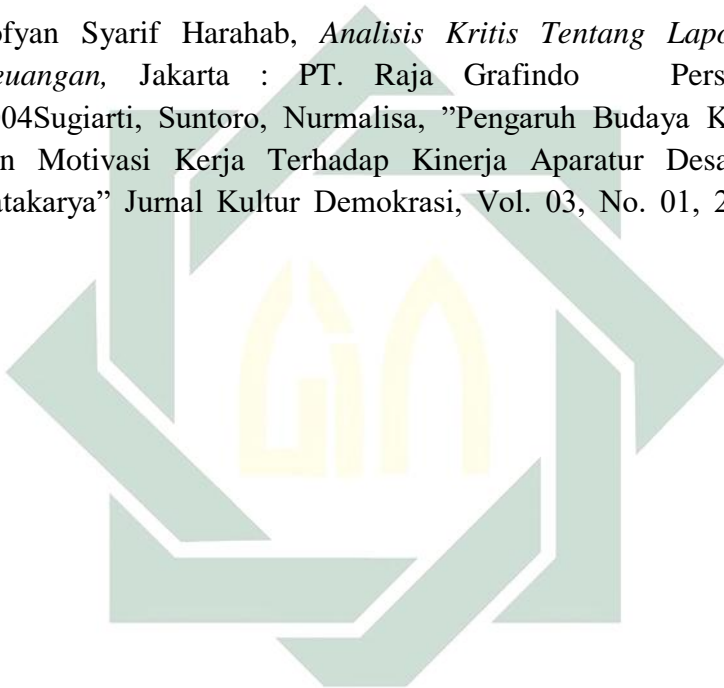 ofyan Syarif Harahab, Analisis Kritis Tentang Lapo
euangan, Jakarta : PT. Raja Grafindo Pers
04Sugiarti, Suntoro, Nurmalisa, ”Pengaruh Budaya K
n Motivasi Kerja Terhadap Kinerja Aparatur Desa
atakarya” Jurnal Kultur Demokrasi, Vol. 03, No. 01, 2